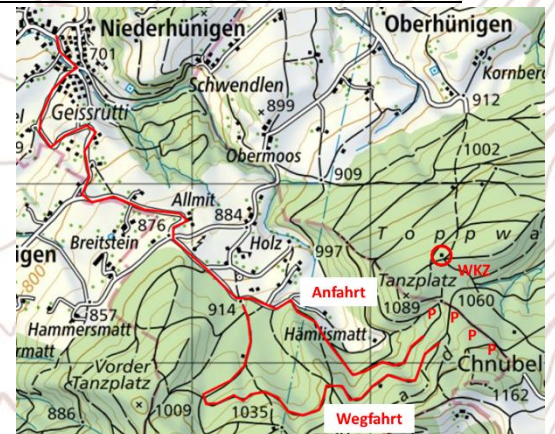 Niederhünigen
Oberhünigen
701
Kornberg
Schwendlen
912
Geissrütti
899
1002
Obermoos
909
Allmit
876
884
T o p p w a
Breitstein
Holz
997
WKZ
igen
Anfahrt
Tanzplatz
800
1089
1060
914
P
P
857
Hammersmatt
Hämlismatt
P
P
rmatt
Chnubel
Vorder
Tanzplatz
d
1162
a
886
1009
1035
Wegfahrt